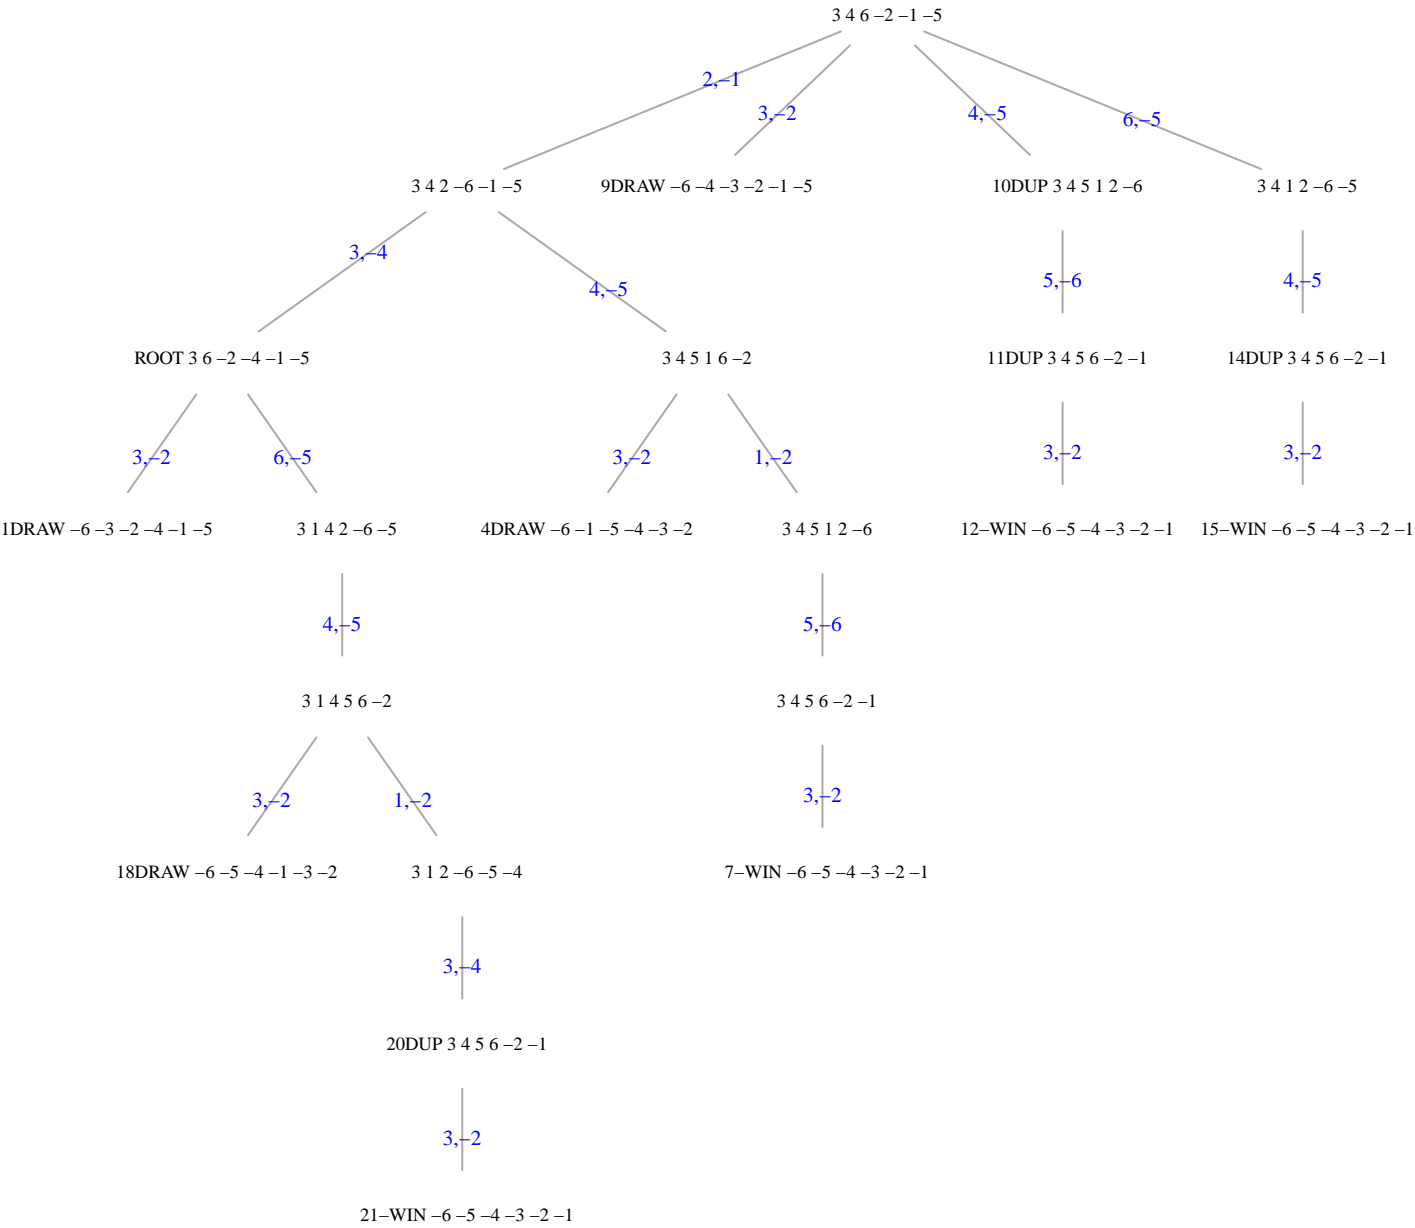 3 4 6 –2 –1 –5
2,–1
3,–2
4,–5
6,–5
3 4 2 –6 –1 –5
9DRAW –6 –4 –3 –2 –1 –5
10DUP 3 4 5 1 2 –6
3 4 1 2 –6 –5
3,–4
4,–5
5,–6
4,–5
ROOT 3 6 –2 –4 –1 –5
3 4 5 1 6 –2
11DUP 3 4 5 6 –2 –1
14DUP 3 4 5 6 –2 –1
3,–2
6,–5
3,–2
1,–2
3,–2
3,–2
1DRAW –6 –3 –2 –4 –1 –5
3 1 4 2 –6 –5
4DRAW –6 –1 –5 –4 –3 –2
3 4 5 1 2 –6
12–WIN –6 –5 –4 –3 –2 –1
15–WIN –6 –5 –4 –3 –2 –1
4,–5
5,–6
3 1 4 5 6 –2
3 4 5 6 –2 –1
3,–2
1,–2
3,–2
18DRAW –6 –5 –4 –1 –3 –2
3 1 2 –6 –5 –4
7–WIN –6 –5 –4 –3 –2 –1
3,–4
20DUP 3 4 5 6 –2 –1
3,–2
21–WIN –6 –5 –4 –3 –2 –1